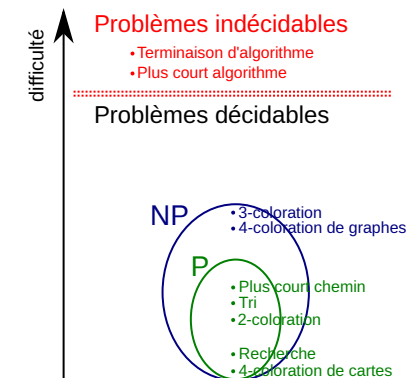 difficulté
Problèmes indécidables
• Terminaison d'algorithme
• Plus court algorithme
Problèmes décidables
NP
• 3-coloration
• 4-coloration de graphes
P
• Plus court chemin
• Tri
• 2-coloration
• Recherche
• 4-coloration de cartes